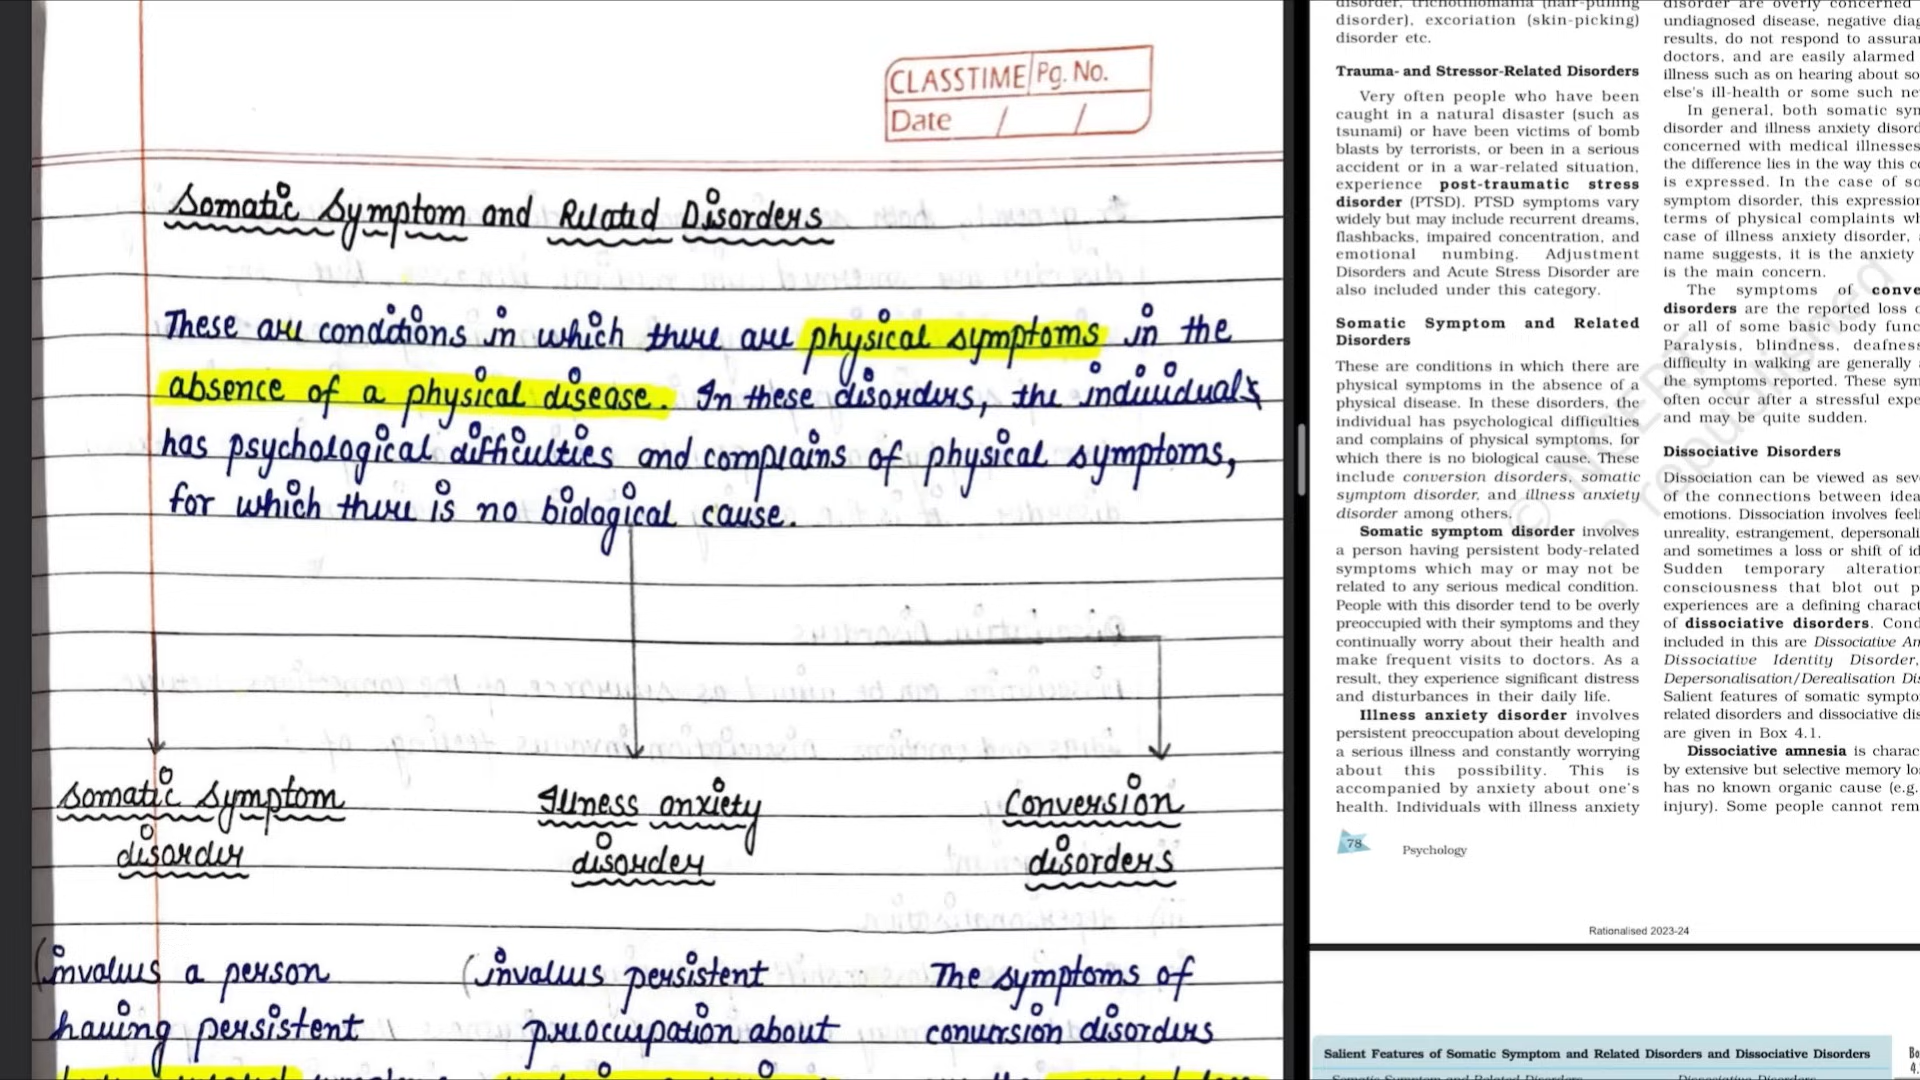 CLASSTIME Pg. No.
Date / /
Somatic Symptom and Related Disorders
These are conditions in which there are physical symptoms in the
absence of a physical disease. In these disorders, the individual's
has psychological difficulties and complains of physical symptoms,
for which there is no biological cause.
Somatic Symptom
disorder
Illness anxiety
disorder
Conversion
disorders
(involves a person
having persistent
(involves persistent
preoccupation about
The symptoms of
conversion disorders
disorder), excoriation (skin-picking)
disorder etc.
Trauma- and Stressor-Related Disorders
Very often people who have been
caught in a natural disaster (such as
tsunami) or have been victims of bomb
blasts by terrorists, or been in a serious
accident or in a war-related situation,
experience post-traumatic stress
disorder (PTSD). PTSD symptoms vary
widely but may include recurrent dreams,
flashbacks, impaired concentration, and
emotional numbing. Adjustment
Disorders and Acute Stress Disorder are
also included under this category.
Somatic Symptom and Related
Disorders
These are conditions in which there are
physical symptoms in the absence of a
physical disease. In these disorders, the
individual has psychological difficulties
and complains of physical symptoms, for
which there is no biological cause. These
include conversion disorders, somatic
symptom disorder, and illness anxiety
disorder among others.
Somatic symptom disorder involves
a person having persistent body-related
symptoms which may or may not be
related to any serious medical condition.
People with this disorder tend to be overly
preoccupied with their symptoms and they
continually worry about their health and
make frequent visits to doctors. As a
result, they experience significant distress
and disturbances in their daily life.
Illness anxiety disorder involves
persistent preoccupation about developing
a serious illness and constantly worrying
about this possibility. This is
accompanied by anxiety about one's
health. Individuals with illness anxiety
78 Psychology
disorder are overly concerned
undiagnosed disease, negative diag
results, do not respond to assura
doctors, and are easily alarmed
illness such as on hearing about so
else's ill-health or some such ne
In general, both somatic sym
disorder and illness anxiety disord
concerned with medical illnesses
the difference lies in the way this co
is expressed. In the case of so
symptom disorder, this expression
terms of physical complaints wh
case of illness anxiety disorder,
name suggests, it is the anxiety
is the main concern.
The symptoms of conve
disorders are the reported loss
or all of some basic body func
Paralysis, blindness, deafness
difficulty in walking are generally
the symptoms reported. These sym
often occur after a stressful expe
and may be quite sudden.
Dissociative Disorders
Dissociation can be viewed as sev
of the connections between idea
emotions. Dissociation involves feeli
unreality, estrangement, depersonali
and sometimes a loss or shift of id
Sudden temporary alteration
consciousness that blot out p
experiences are a defining charact
of dissociative disorders. Cond
included in this are Dissociative Am
Dissociative Identity Disorder,
Depersonalisation/Derealisation Dis
Salient features of somatic sympto
related disorders and dissociative dis
are given in Box 4.1.
Dissociative amnesia is charac
by extensive but selective memory lo
has no known organic cause (e.g.
injury). Some people cannot rem
Rationalised 2023-24
Salient Features of Somatic Symptom and Related Disorders and Dissociative Disorders